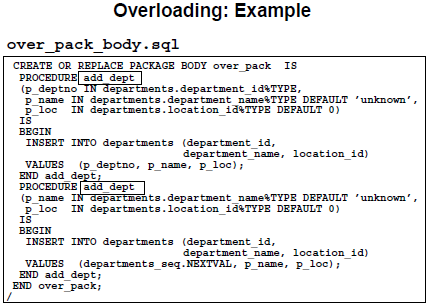 Overloading: Example
over_pack_body.sql
CREATE OR REPLACE PACKAGE BODY over_pack IS
PROCEDURE add_dept
(p_deptno IN departments.department_id%TYPE,
p_name IN departments.department_name%TYPE DEFAULT ’unknown’,
p_loc IN departments.location_id%TYPE DEFAULT 0)
IS
BEGIN
INSERT INTO departments (department_id,
department_name, location_id)
VALUES (p_deptno, p_name, p_loc);
END add_dept;
PROCEDURE add_dept
(p_name IN departments.department_name%TYPE DEFAULT ’unknown’,
p_loc IN departments.location_id%TYPE DEFAULT 0)
IS
BEGIN
INSERT INTO departments (department_id,
department_name, location_id)
VALUES (departments_seq.NEXTVAL, p_name, p_loc);
END add_dept;
END over_pack;
/